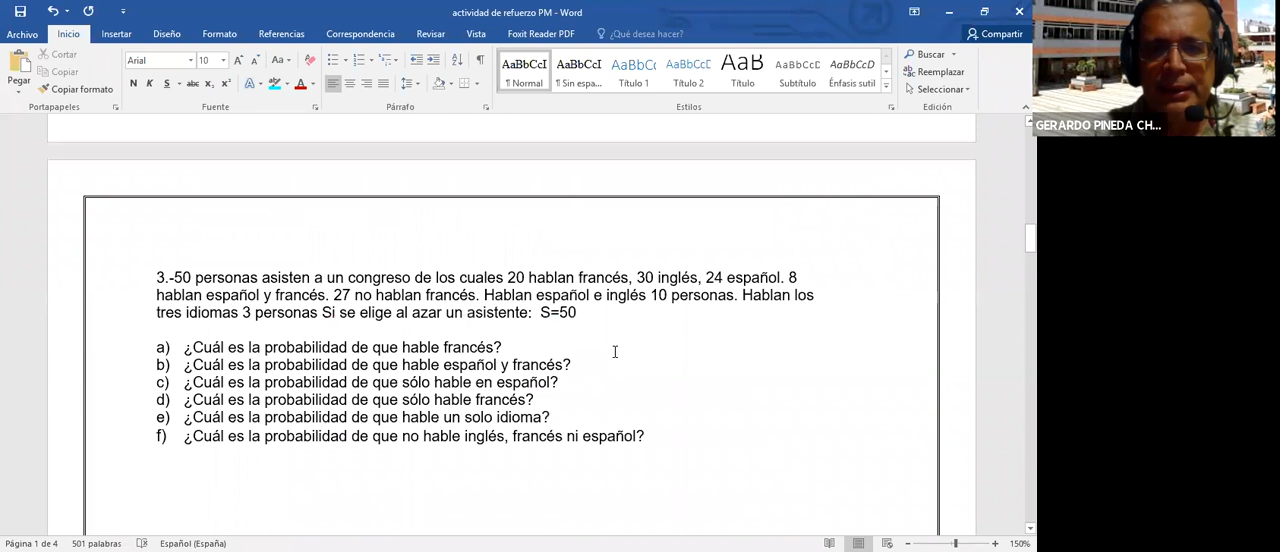 actividad de refuerzo PM - Word
Archivo Inicio Insertar Diseño Formato Referencias Correspondencia Revisar Vista Foxit Reader PDF ¿Qué desea hacer? Compartir
Pegar
Cortar
Copiar
Copiar formato
Arial 10
N K S abc x₂ x²
AaBbCcI AaBbCcI AaBbCc AaBbCcD AaB AaBbCcD AaBbCcD
¶ Normal ¶ Sin espa... Título 1 Título 2 Título Subtítulo Énfasis sutil
Buscar
Reemplazar
Seleccionar
Portapapeles Fuente Párrafo Estilos Edición
GERARDO PINEDA CH...
3.-50 personas asisten a un congreso de los cuales 20 hablan francés, 30 inglés, 24 español. 8
hablan español y francés. 27 no hablan francés. Hablan español e inglés 10 personas. Hablan los
tres idiomas 3 personas Si se elige al azar un asistente: S=50
a) ¿Cuál es la probabilidad de que hable francés?
b) ¿Cuál es la probabilidad de que hable español y francés?
c) ¿Cuál es la probabilidad de que sólo hable en español?
d) ¿Cuál es la probabilidad de que sólo hable francés?
e) ¿Cuál es la probabilidad de que hable un solo idioma?
f) ¿Cuál es la probabilidad de que no hable inglés, francés ni español?
Página 1 de 4 501 palabras Español (España) 150%